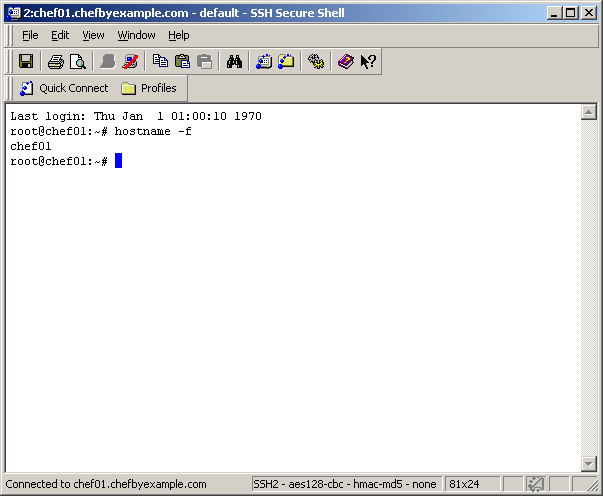 2:chef01.chefbyexample.com - default - SSH Secure Shell
File Edit View Window Help
Quick Connect Profiles
Last login: Thu Jan  1 01:00:10 1970
root@chef01:~# hostname -f
chef01
root@chef01:~#
Connected to chef01.chefbyexample.com SSH2 - aes128-cbc - hmac-md5 - none 81x24